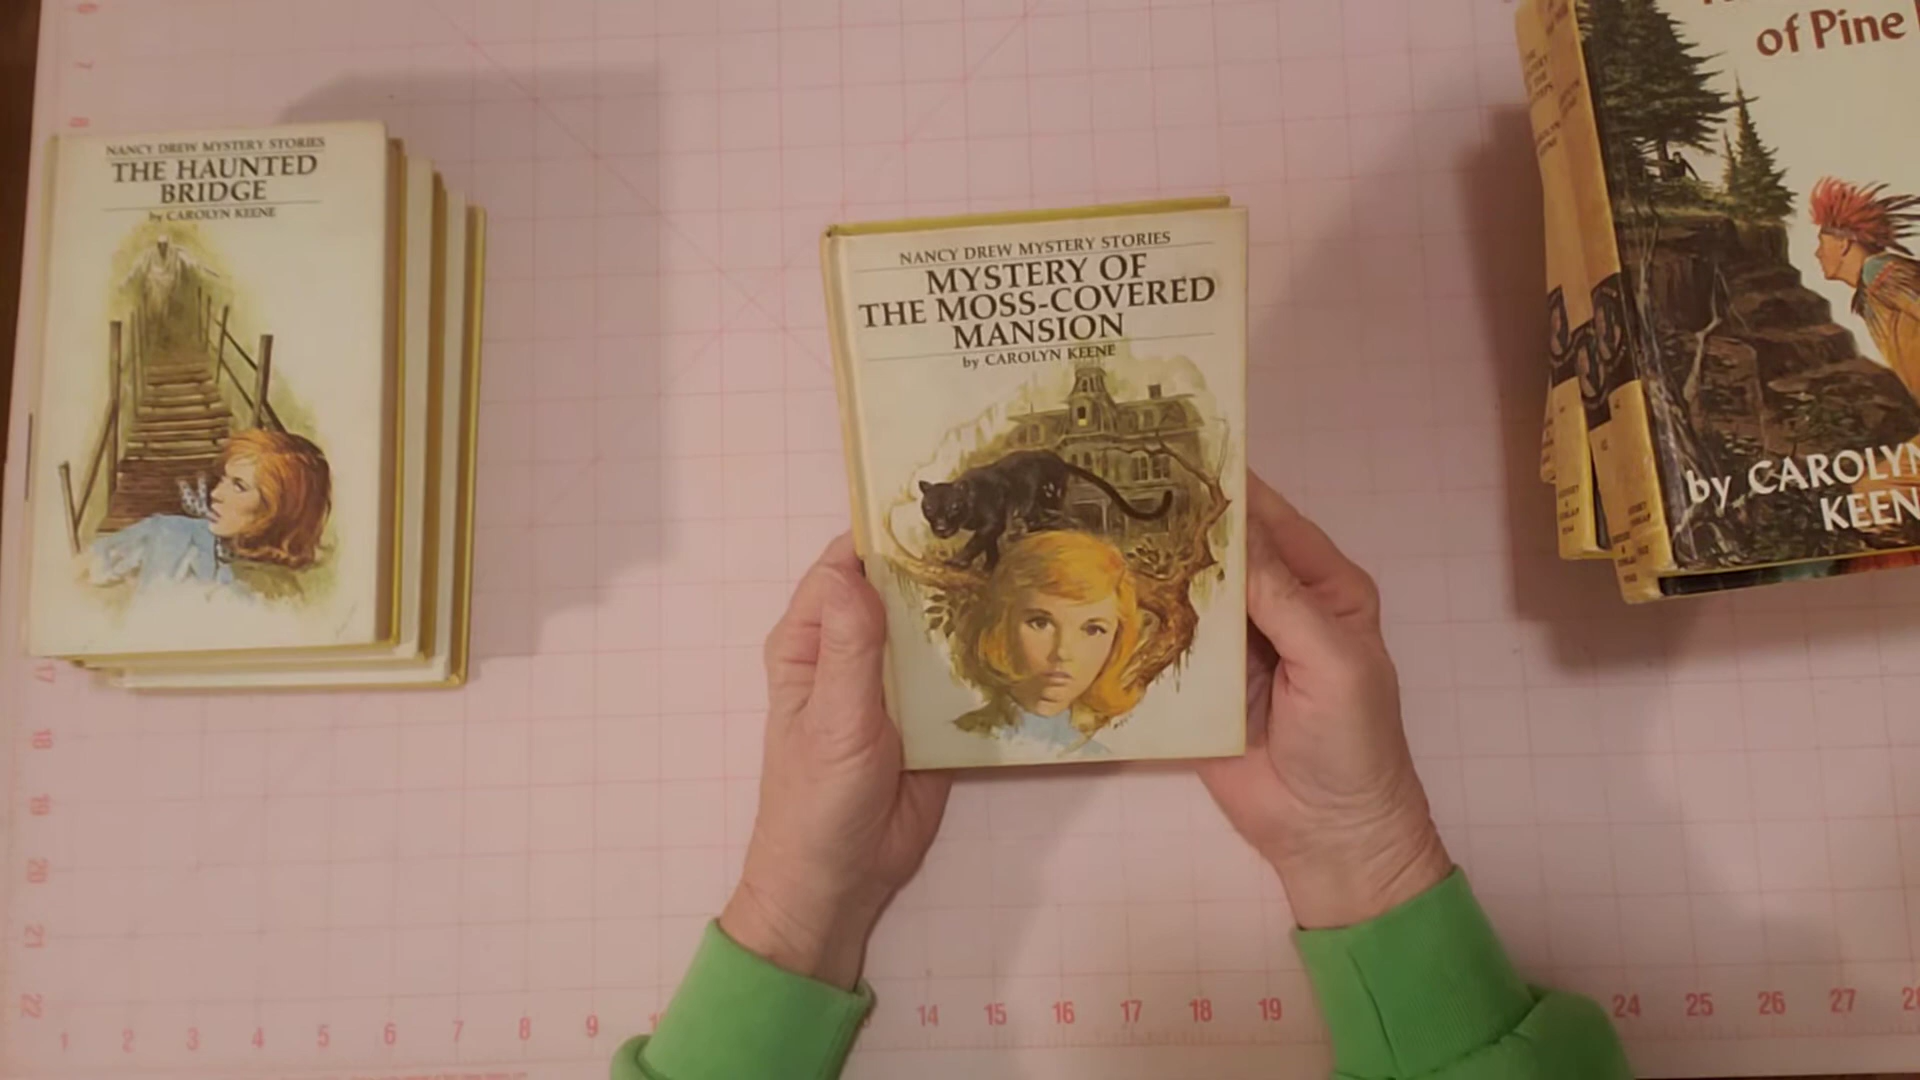 NANCY DREW MYSTERY STORIES
THE HAUNTED
BRIDGE
by CAROLYN KEENE
NANCY DREW MYSTERY STORIES
MYSTERY OF
THE MOSS-COVERED
MANSION
by CAROLYN KEENE
of Pine
by CAROLYN
KEEN
17
18
19
20
21
22
1 2 3 4 5 6 7 8 9 14 15 16 17 18 19 24 25 26 27